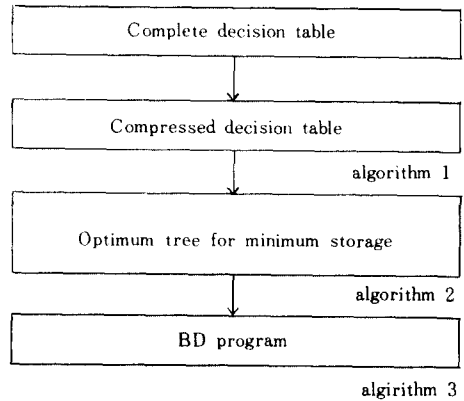 Complete decision table
Compressed decision table
algorithm 1
Optimum tree for minimum storage
algorithm 2
BD program
algirithm 3